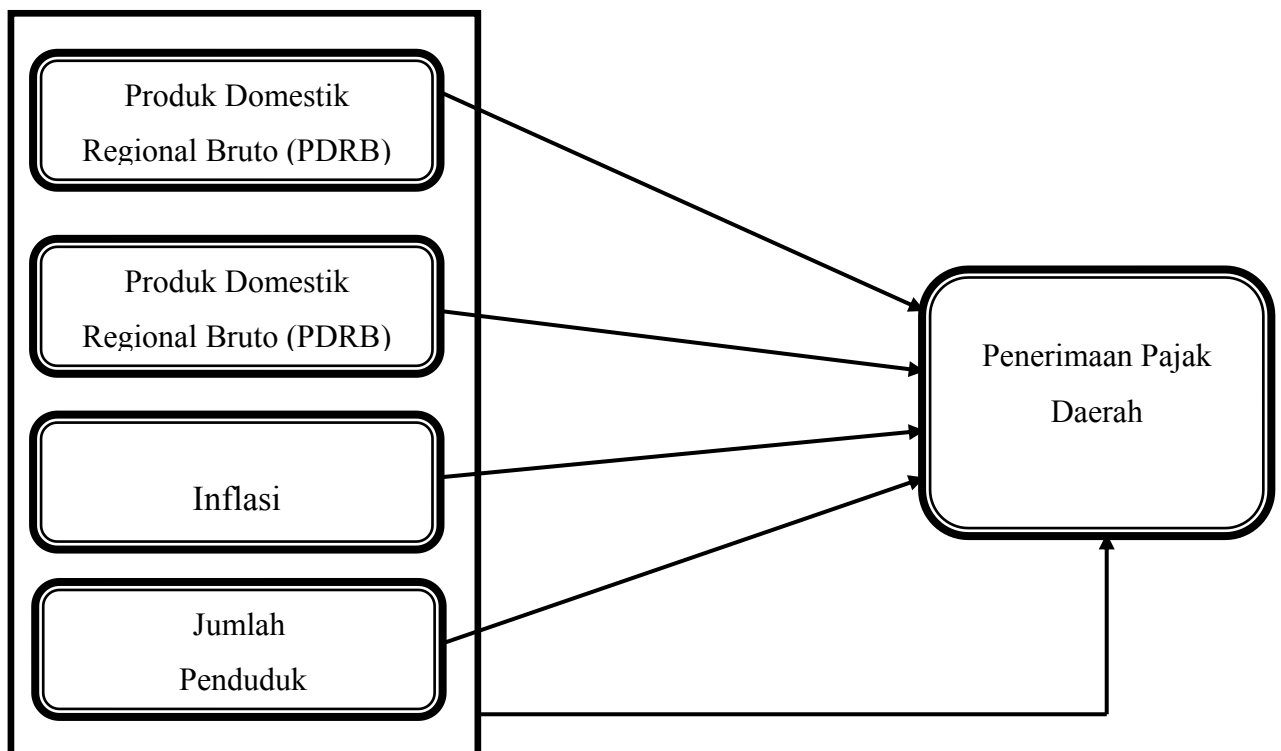 Produk Domestik
Regional Bruto (PDRB)
Produk Domestik
Regional Bruto (PDRB)
Inflasi
Jumlah
Penduduk
Penerimaan Pajak
Daerah